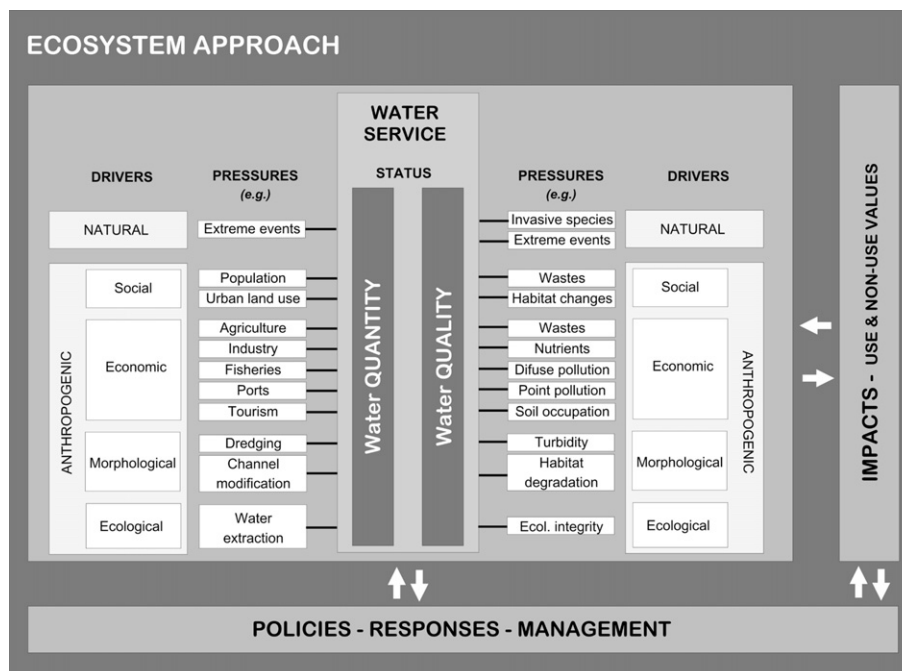 ECOSYSTEM APPROACH
WATER
SERVICE
STATUS
Water QUANTITY
Water QUALITY
DRIVERS
PRESSURES
(e.g.)
NATURAL
Extreme events
ANTHROPOGENIC
Social
Population
Urban land use
Economic
Agriculture
Industry
Fisheries
Ports
Tourism
Morphological
Dredging
Channel
modification
Ecological
Water
extraction
PRESSURES
(e.g.)
DRIVERS
Invasive species
Extreme events
NATURAL
Wastes
Habitat changes
Social
Wastes
Nutrients
Difuse pollution
Point pollution
Soil occupation
Economic
Turbidity
Habitat
degradation
Morphological
Ecol. integrity
Ecological
ANTHROPOGENIC
IMPACTS - USE & NON-USE VALUES
POLICIES - RESPONSES - MANAGEMENT